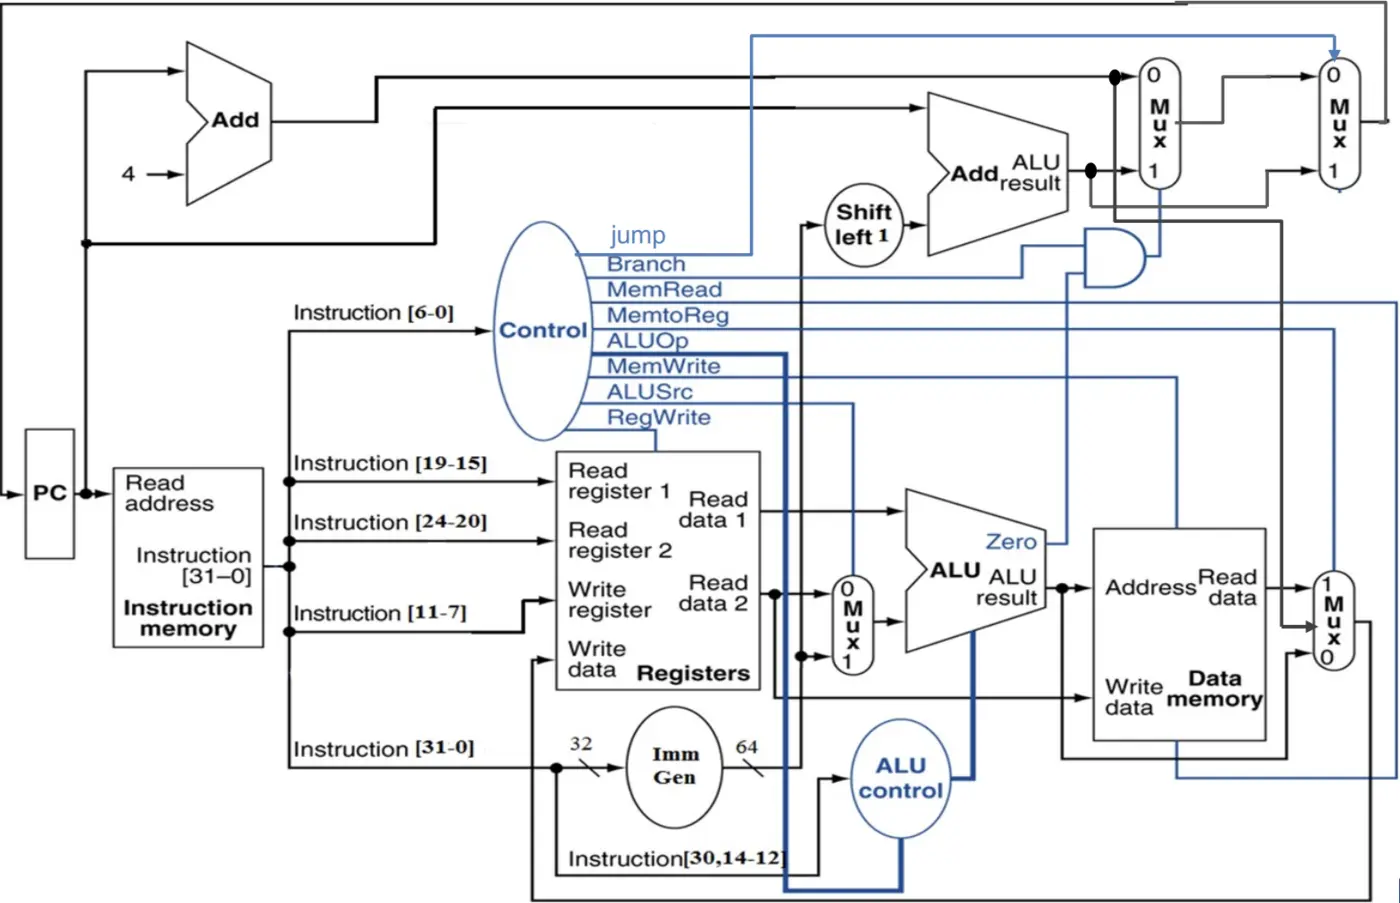 Add
4
0
Mux
1
0
Mux
1
Add
ALU
result
Shift
left 1
jump
Branch
MemRead
MemtoReg
ALUOp
MemWrite
ALUSrc
RegWrite
Control
Instruction [6-0]
Instruction [19-15]
Instruction [24-20]
Instruction [11-7]
Instruction [31-0]
PC
Read
address
Instruction
[31–0]
Instruction
memory
Read
register 1
Read
register 2
Write
register
Write
data
Read
data 1
Read
data 2
Registers
0
Mux
1
Zero
ALU
ALU
result
Address
Read
data
Write
data
Data
memory
1
Mux
0
32
Imm
Gen
64
ALU
control
Instruction[30,14-12]